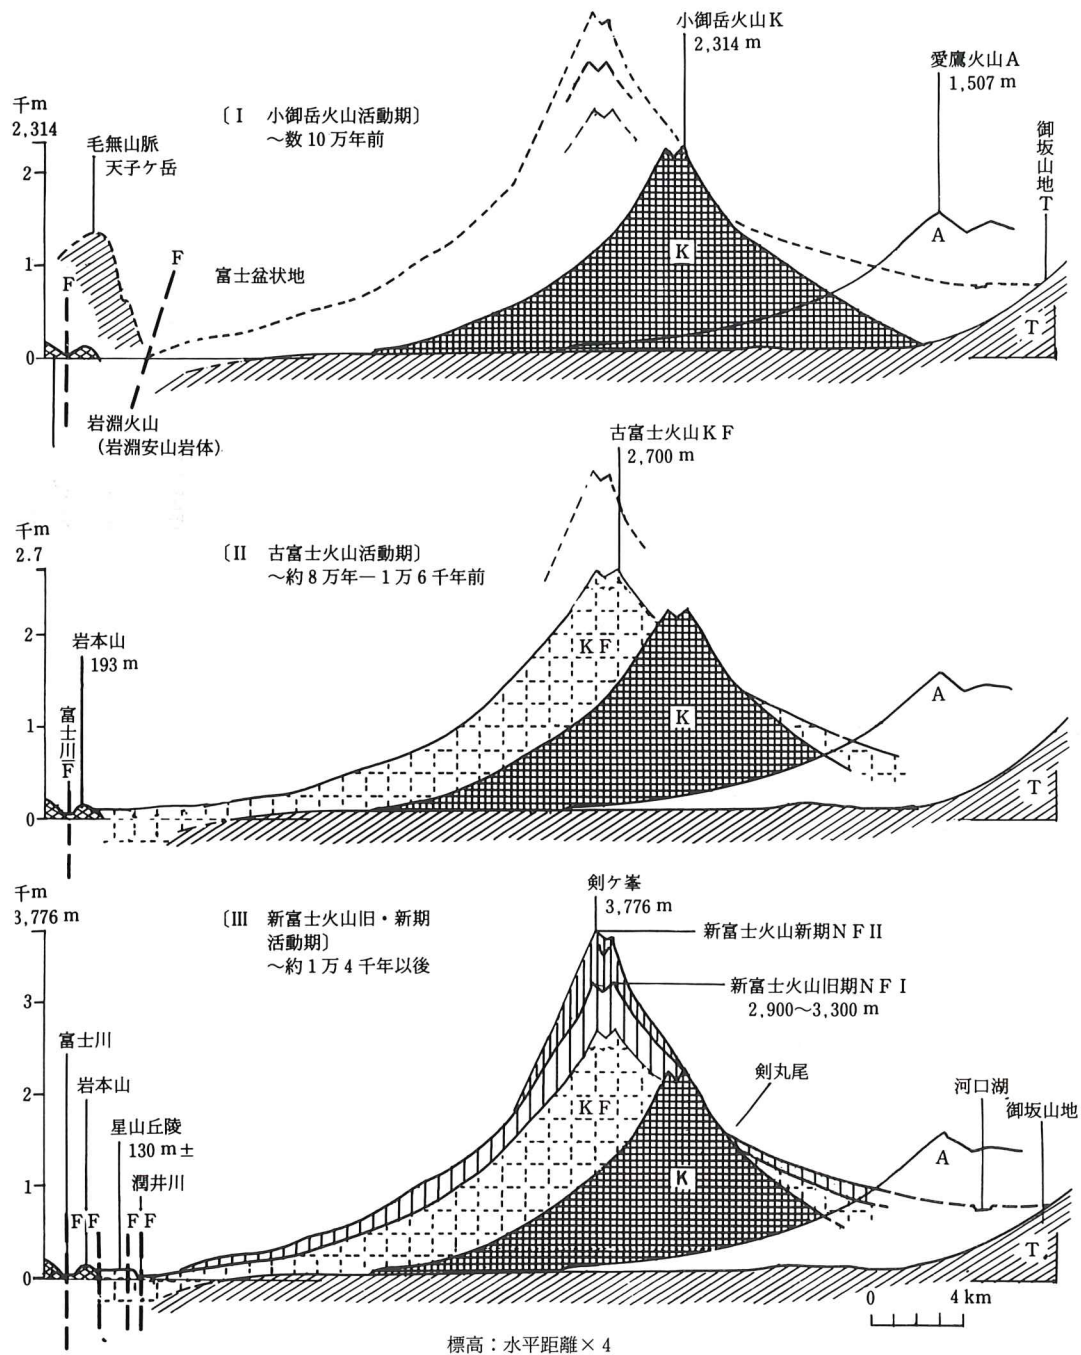 小御岳火山K
2,314 m
愛鷹火山A
1,507 m
千m
2,314
〔I 小御岳火山活動期〕
〜数10万年前
毛無山脈
天子ケ岳
御坂山地T
2
1
0
F
F
富士盆状地
K
A
T
岩淵火山
(岩淵安山岩体)
古富士火山KF
2,700 m
千m
2.7
〔II 古富士火山活動期〕
〜約8万年―1万6千年前
2
1
0
岩本山
193 m
富士川
F
KF
K
A
T
千m
3,776 m
剣ケ峯
3,776 m
〔III 新富士火山旧・新期
活動期〕
〜約1万4千年以後
新富士火山新期NFII
新富士火山旧期NFI
2,900〜3,300 m
3
2
1
0
富士川
岩本山
星山丘陵
130 m±
潤井川
F F F F
剣丸尾
河口湖
御坂山地
KF
K
A
T
0 4 km
標高:水平距離×4